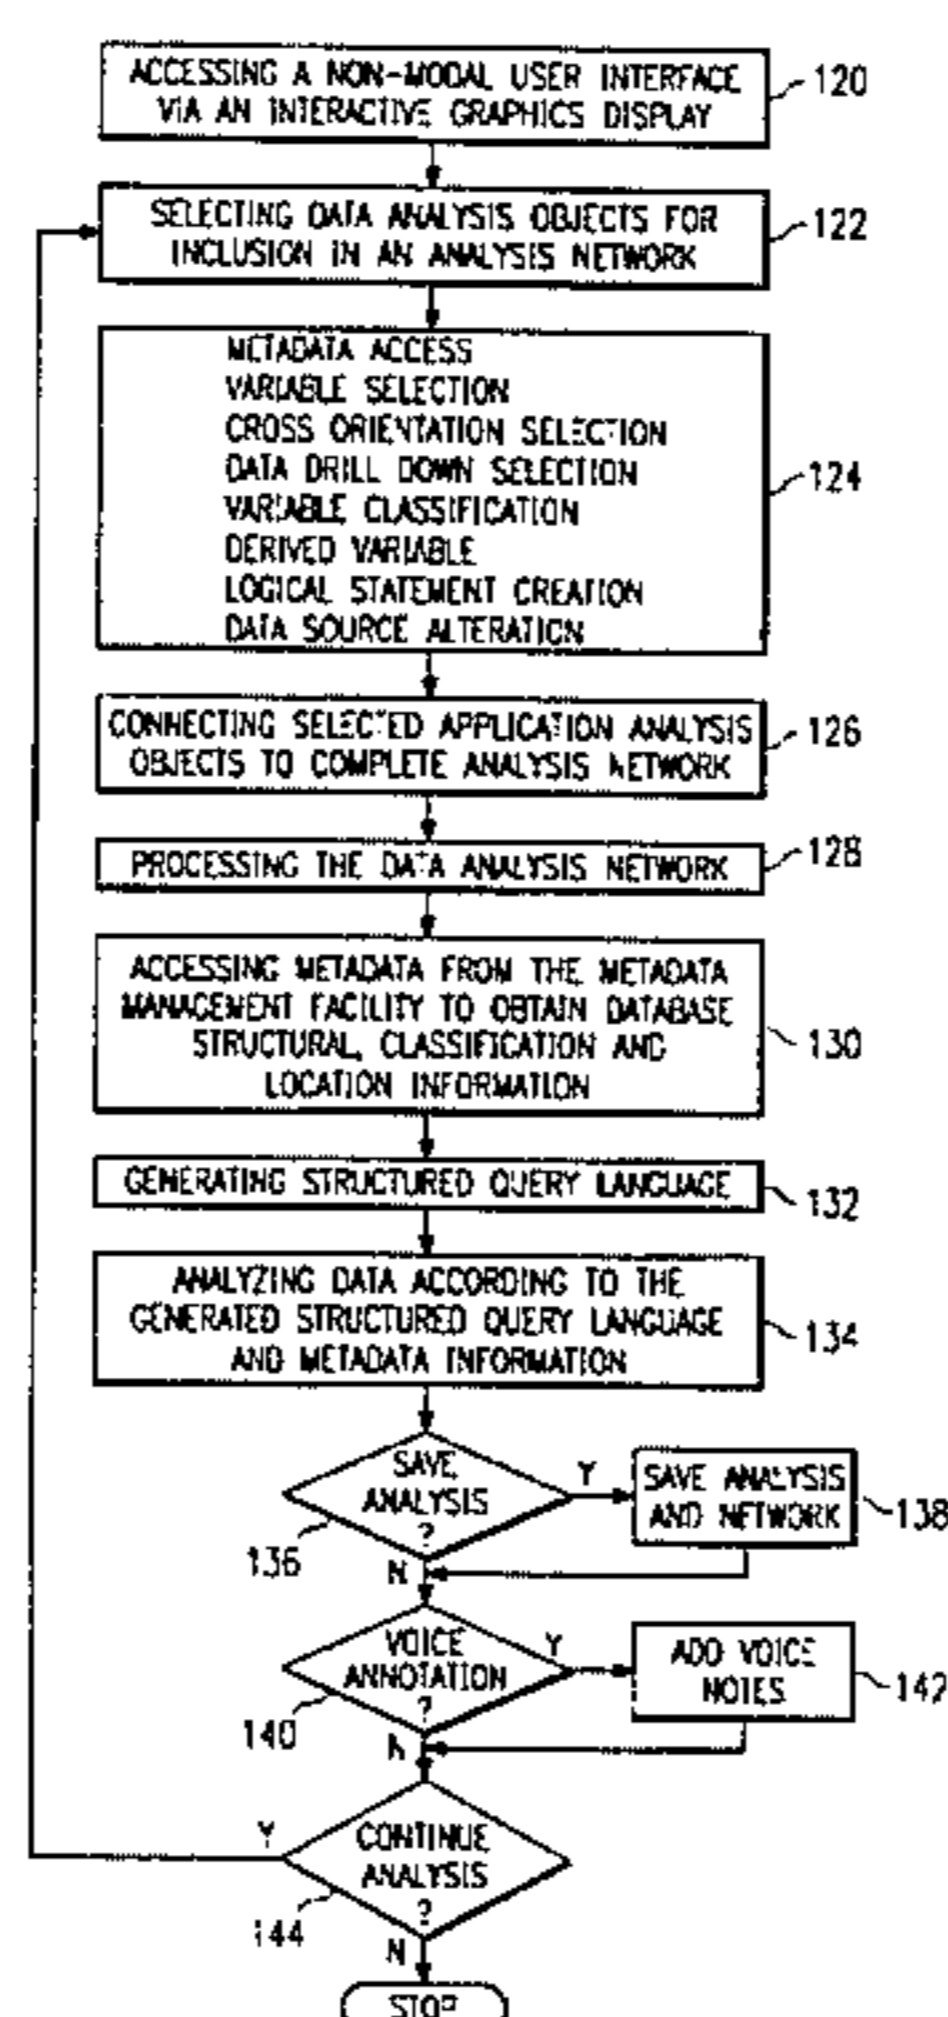 ACCESSING A NON-MODAL USER INTERFACE
VIA AN INTERACTIVE GRAPHICS DISPLAY
120
SELECTING DATA ANALYSIS OBJECTS FOR
INCLUSION IN AN ANALYSIS NETWORK
122
METADATA ACCESS
VARIABLE SELECTION
CROSS ORIENTATION SELECTION
DATA DRILL DOWN SELECTION
VARIABLE CLASSIFICATION
DERIVED VARIABLE
LOGICAL STATEMENT CREATION
DATA SOURCE ALTERATION
124
CONNECTING SELECTED APPLICATION ANALYSIS
OBJECTS TO COMPLETE ANALYSIS NETWORK
126
PROCESSING THE DATA ANALYSIS NETWORK
128
ACCESSING METADATA FROM THE METADATA
MANAGEMENT FACILITY TO OBTAIN DATABASE
STRUCTURAL, CLASSIFICATION AND
LOCATION INFORMATION
130
GENERATING STRUCTURED QUERY LANGUAGE
132
ANALYZING DATA ACCORDING TO THE
GENERATED STRUCTURED QUERY LANGUAGE
AND METADATA INFORMATION
134
SAVE
ANALYSIS
?
136
Y
N
SAVE ANALYSIS
AND NETWORK
138
VOICE
ANNOTATION
?
140
Y
N
ADD VOICE
NOTES
142
CONTINUE
ANALYSIS
?
144
Y
N
STOP